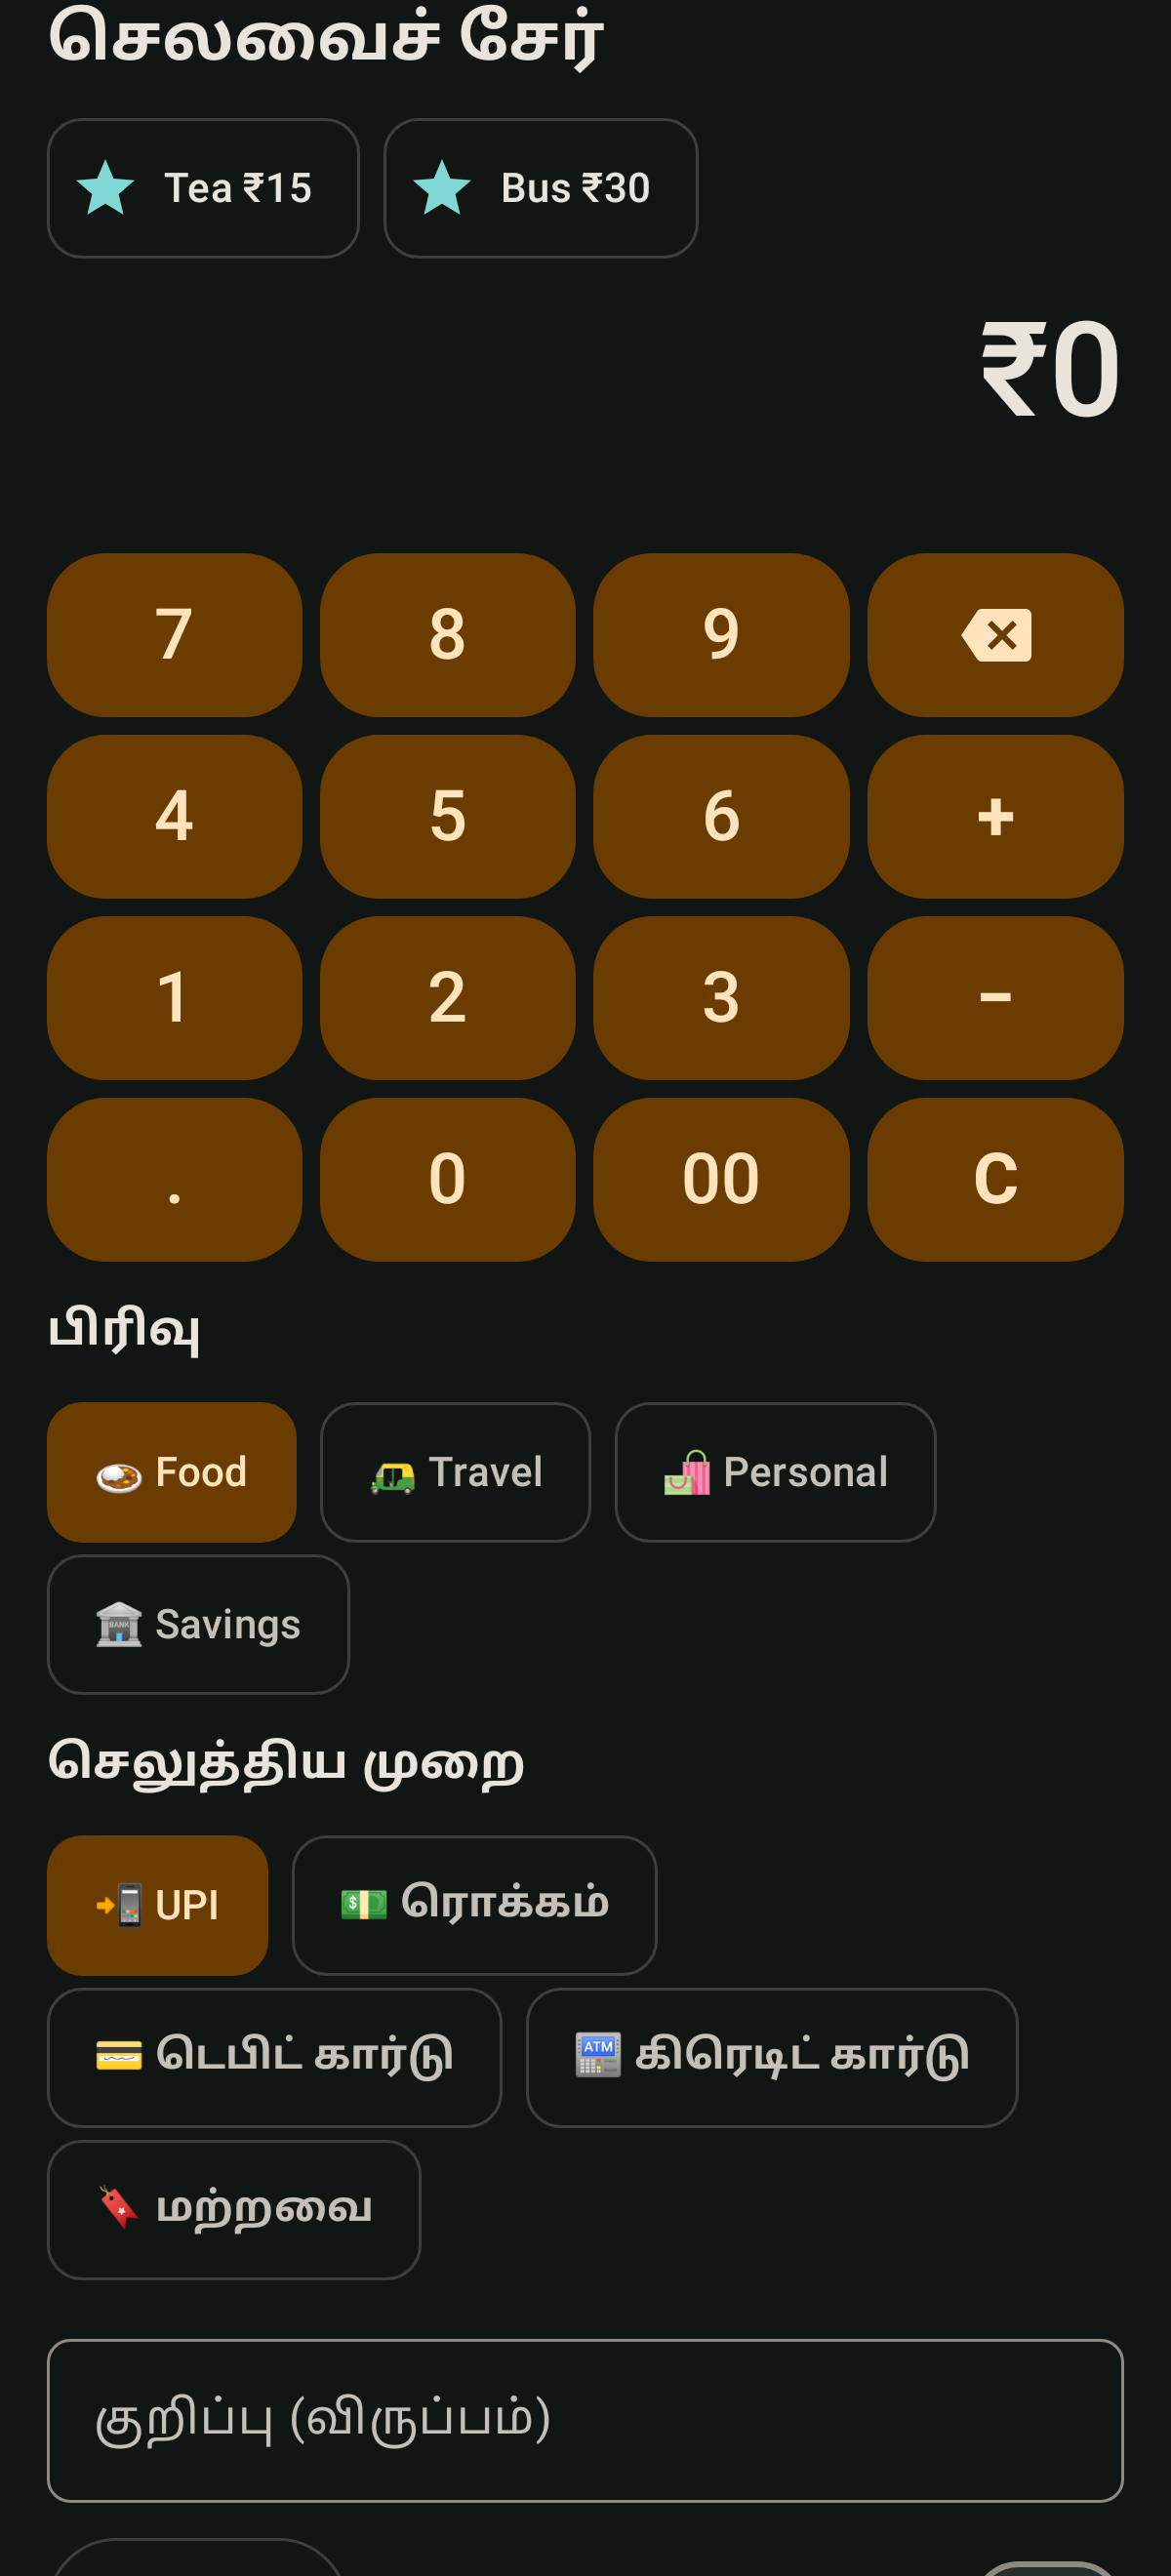 செலவைச் சேர்
Tea ₹15 Bus ₹30
₹0
7 8 9
4 5 6 +
1 2 3 −
. 0 00 C
பிரிவு
Food Travel Personal
Savings
செலுத்திய முறை
UPI ரொக்கம்
டெபிட் கார்டு கிரெடிட் கார்டு
மற்றவை
குறிப்பு (விருப்பம்)